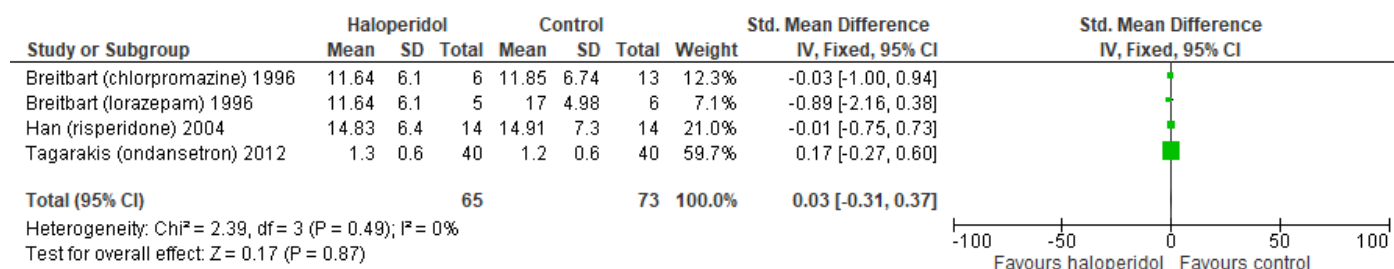 Haloperidol Control Std. Mean Difference Std. Mean Difference
Study or Subgroup Mean SD Total Mean SD Total Weight IV, Fixed, 95% CI IV, Fixed, 95% CI
Breitbart (chlorpromazine) 1996 11.64 6.1 6 11.85 6.74 13 12.3% -0.03 [-1.00, 0.94]
Breitbart (lorazepam) 1996 11.64 6.1 5 17 4.98 6 7.1% -0.89 [-2.16, 0.38]
Han (risperidone) 2004 14.83 6.4 14 14.91 7.3 14 21.0% -0.01 [-0.75, 0.73]
Tagarakis (ondansetron) 2012 1.3 0.6 40 1.2 0.6 40 59.7% 0.17 [-0.27, 0.60]
Total (95% CI) 65 73 100.0% 0.03 [-0.31, 0.37]
Heterogeneity: Chi² = 2.39, df = 3 (P = 0.49); I² = 0%
Test for overall effect: Z = 0.17 (P = 0.87)
-100 -50 0 50 100
Favours haloperidol Favours control